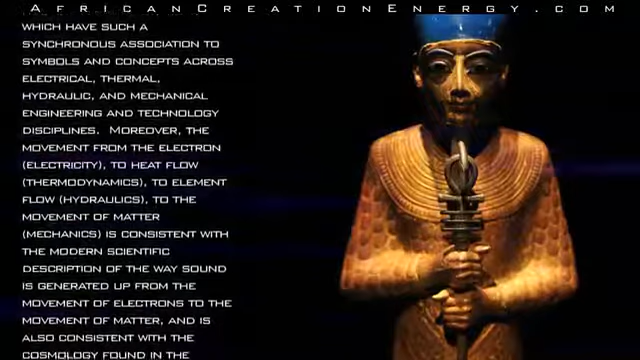 AfricanCreationEnergy.com
WHICH HAVE SUCH A
SYNCHRONOUS ASSOCIATION TO
SYMBOLS AND CONCEPTS ACROSS
ELECTRICAL, THERMAL,
HYDRAULIC, AND MECHANICAL
ENGINEERING AND TECHNOLOGY
DISCIPLINES. MOREOVER, THE
MOVEMENT FROM THE ELECTRON
(ELECTRICITY), TO HEAT FLOW
(THERMODYNAMICS), TO ELEMENT
FLOW (HYDRAULICS), TO THE
MOVEMENT OF MATTER
(MECHANICS) IS CONSISTENT WITH
THE MODERN SCIENTIFIC
DESCRIPTION OF THE WAY SOUND
IS GENERATED UP FROM THE
MOVEMENT OF ELECTRONS TO THE
MOVEMENT OF MATTER, AND IS
ALSO CONSISTENT WITH THE
COSMOLOGY FOUND IN THE